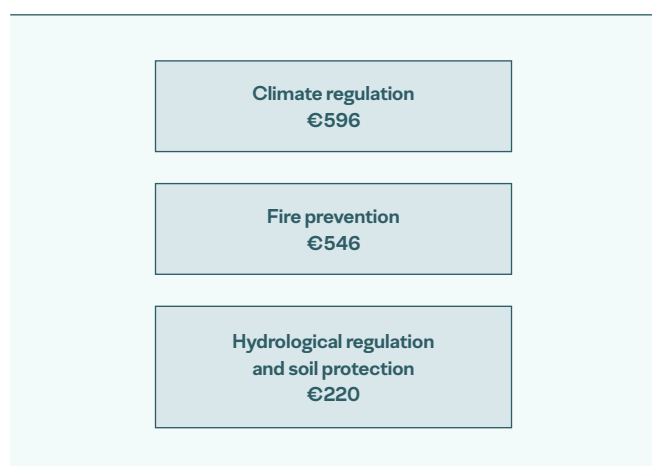 Climate regulation
€596
Fire prevention
€546
Hydrological regulation
and soil protection
€220